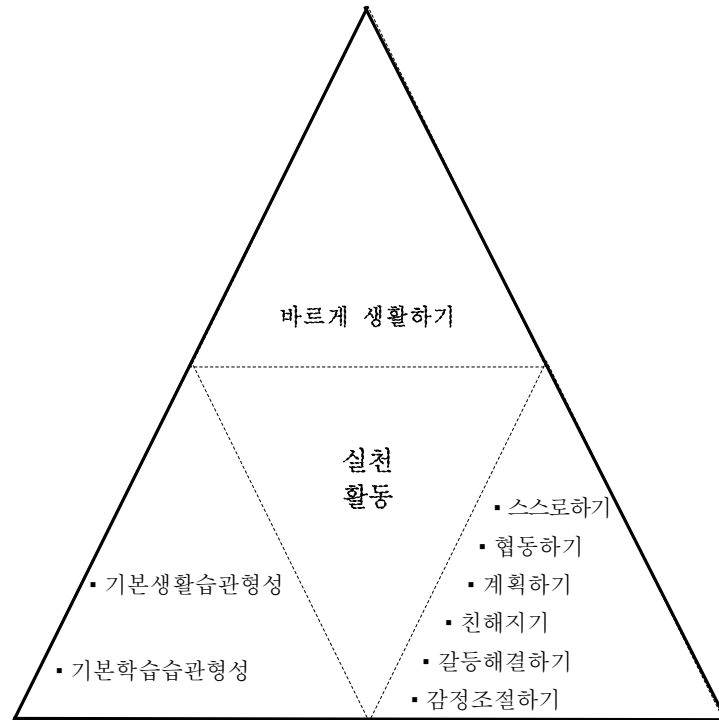 바르게 생활하기
실천
활동
▪ 스스로하기
▪ 협동하기
▪ 기본생활습관형성
▪ 계획하기
▪ 친해지기
▪ 기본학습습관형성
▪ 갈등해결하기
▪ 감정조절하기